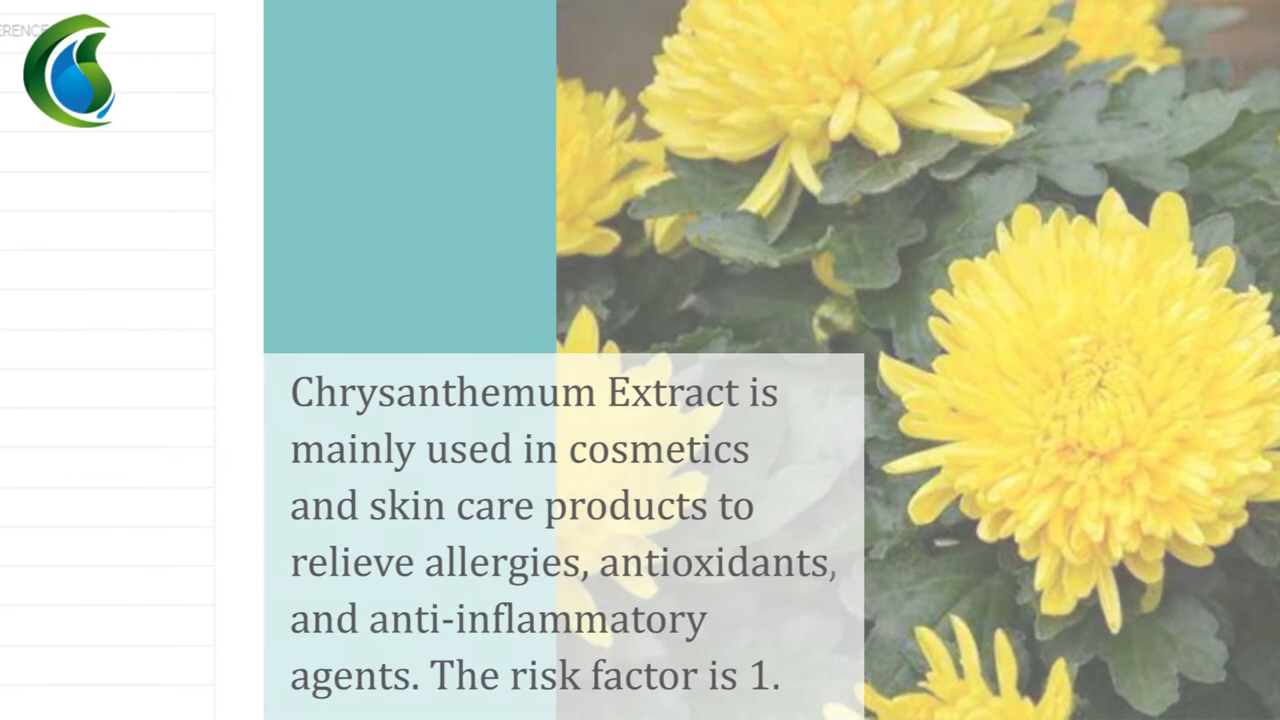 ERENCE
Chrysanthemum Extract is
mainly used in cosmetics
and skin care products to
relieve allergies, antioxidants,
and anti-inflammatory
agents. The risk factor is 1.